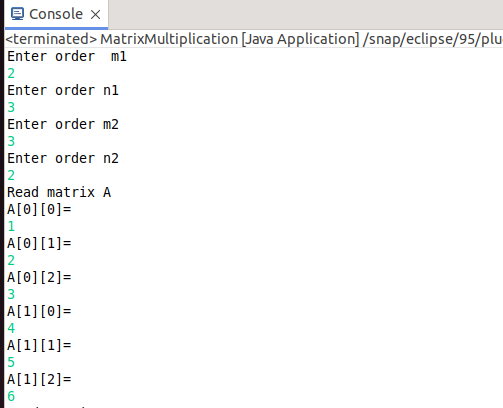 Console
<terminated> MatrixMultiplication [Java Application] /snap/eclipse/95/plu
Enter order  m1
2
Enter order n1
3
Enter order m2
3
Enter order n2
2
Read matrix A
A[0][0]=
1
A[0][1]=
2
A[0][2]=
3
A[1][0]=
4
A[1][1]=
5
A[1][2]=
6